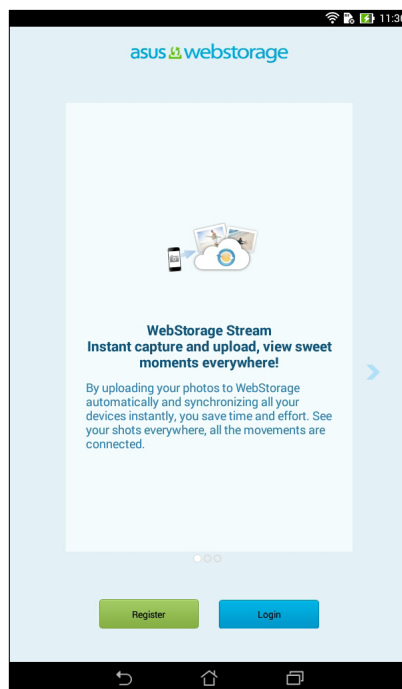 asus webstorage
WebStorage Stream
Instant capture and upload, view sweet
moments everywhere!
By uploading your photos to WebStorage
automatically and synchronizing all your
devices instantly, you save time and effort. See
your shots everywhere, all the movements are
connected.
Register
Login